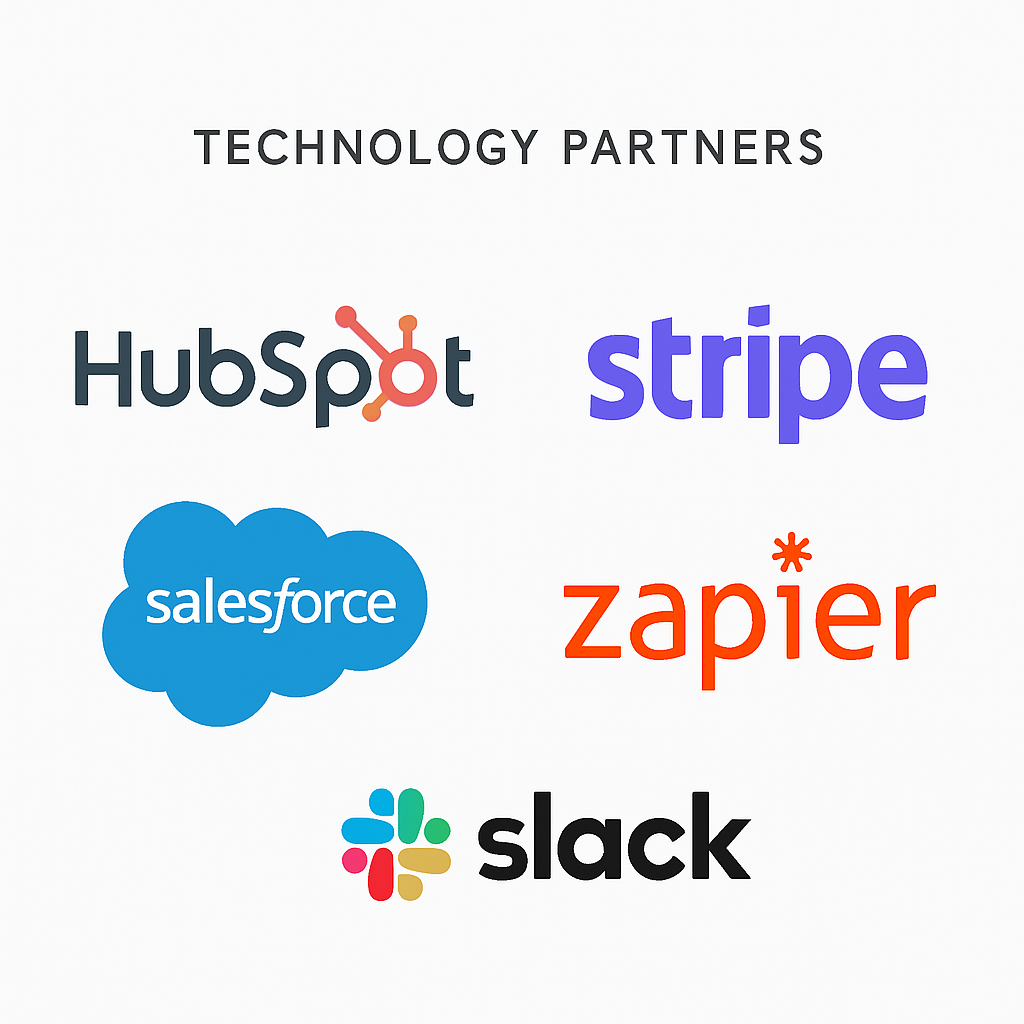 TECHNOLOGY PARTNERS
HubSpot
stripe
salesforce
zapier
slack